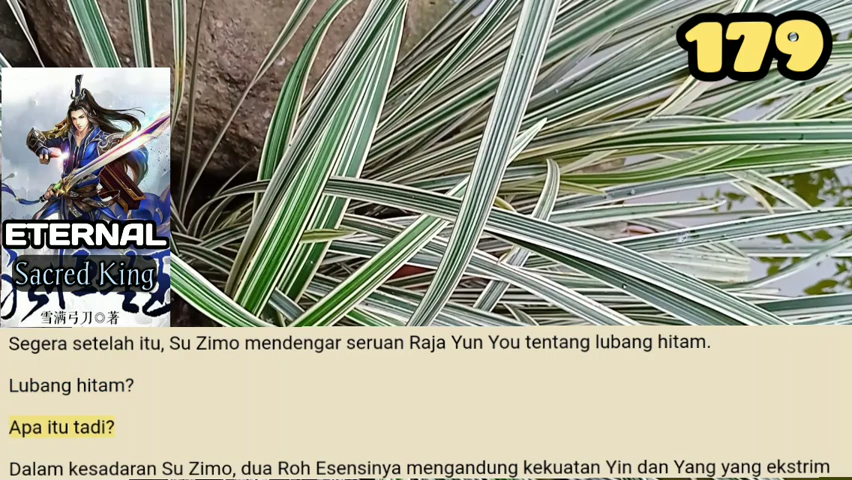 179
ETERNAL
Sacred King
雪满弓刀◎著
Segera setelah itu, Su Zimo mendengar seruan Raja Yun You tentang lubang hitam.
Lubang hitam?
Apa itu tadi?
Dalam kesadaran Su Zimo, dua Roh Esensinya mengandung kekuatan Yin dan Yang yang ekstrim